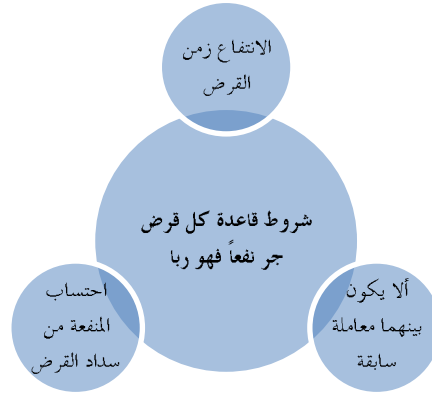 الانتفاع زمن
القرض
شروط قاعدة كل قرض
جر نفعاً فهو ربا
ألا يكون
بينهما معاملة
سابقة
احتساب
المنفعة من
سداد القرض